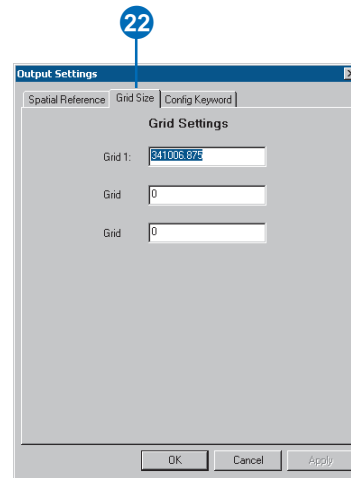 22
Output Settings
Spatial Reference Grid Size Config Keyword
Grid Settings
Grid 1: 341006.875
Grid 0
Grid 0
OK Cancel Apply